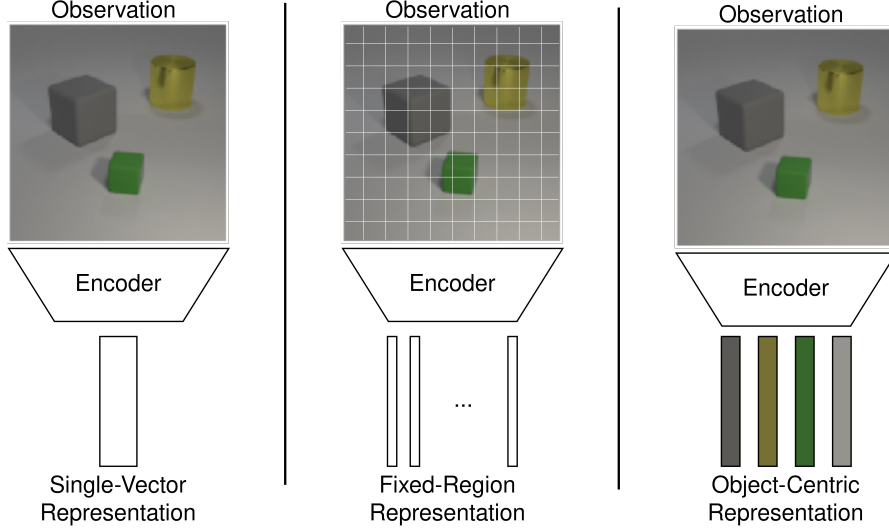 Observation
Encoder
Single-Vector
Representation
Observation
Encoder
...
Fixed-Region
Representation
Observation
Encoder
Object-Centric
Representation